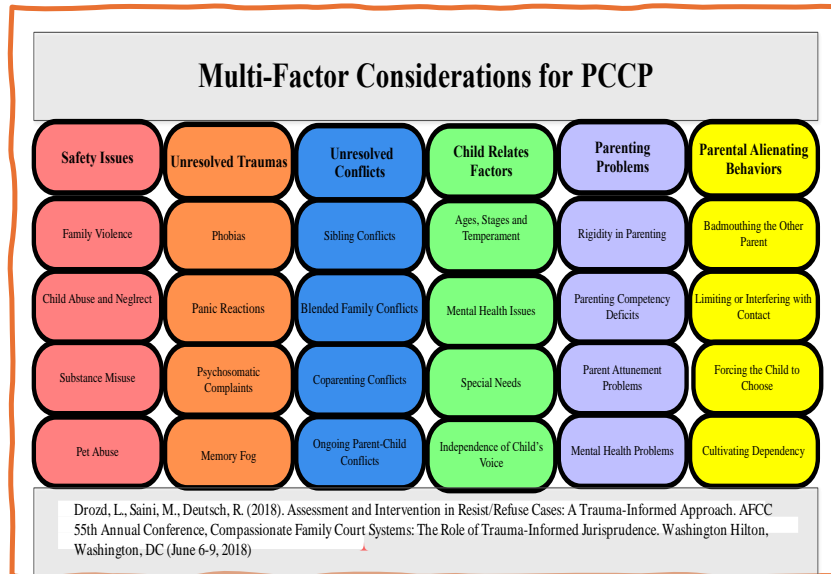 Multi-Factor Considerations for PCCP
Safety Issues
Unresolved Traumas
Unresolved
Conflicts
Child Relates
Factors
Parenting
Problems
Parental Alienating
Behaviors
Family Violence
Phobias
Sibling Conflicts
Ages, Stages and
Temperament
Rigidity in Parenting
Badmouthing the Other
Parent
Child Abuse and Neglrect
Panic Reactions
Blended Family Conflicts
Mental Health Issues
Parenting Competency
Deficits
Limiting or Interfering with
Contact
Substance Misuse
Psychosomatic
Complaints
Coparenting Conflicts
Special Needs
Parent Attunement
Problems
Forcing the Child to
Choose
Pet Abuse
Memory Fog
Ongoing Parent-Child
Conflicts
Independence of Child's
Voice
Mental Health Problems
Cultivating Dependency
Drozd, L., Saini, M., Deutsch, R. (2018). Assessment and Intervention in Resist/Refuse Cases: A Trauma-Informed Approach. AFCC
55th Annual Conference, Compassionate Family Court Systems: The Role of Trauma-Informed Jurisprudence. Washington Hilton,
Washington, DC (June 6-9, 2018)